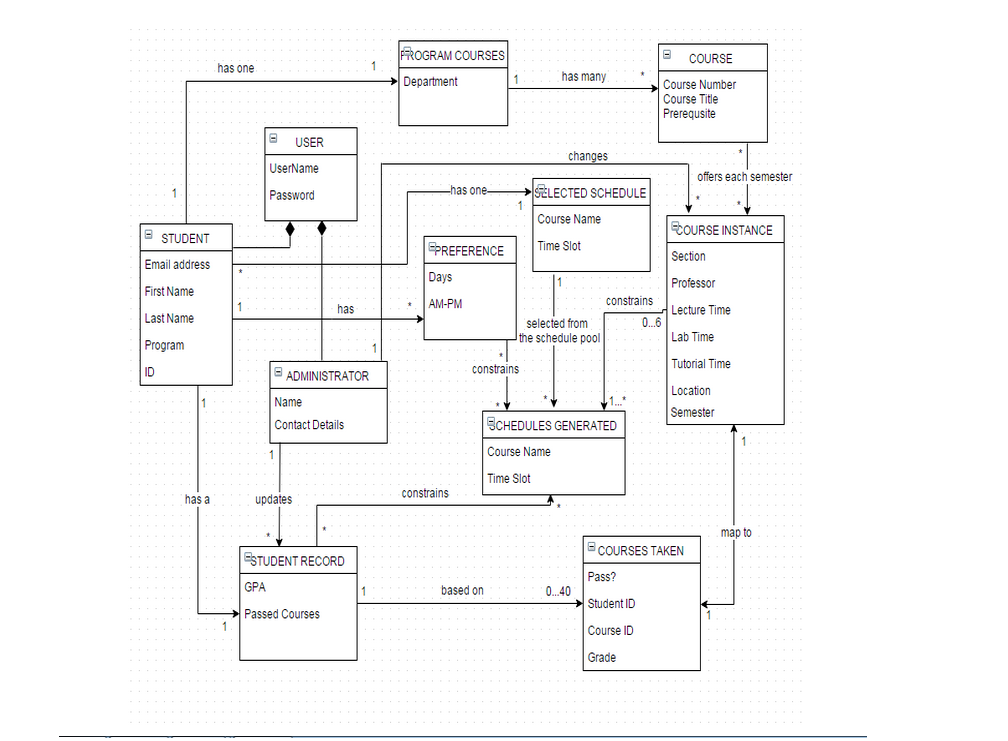 PROGRAM COURSES
Department
has one
1
1
1
has many
*
COURSE
Course Number
Course Title
Prerequsite
*
offers each semester
*
USER
UserName
Password
changes
1
*
has one
*
1
SELECTED SCHEDULE
Course Name
Time Slot
STUDENT
Email address
First Name
Last Name
Program
ID
PREFERENCE
Days
AM-PM
1
has
*
COURSE INSTANCE
Section
Professor
Lecture Time
Lab Time
Tutorial Time
Location
Semester
constrains
0...6
1...*
1
selected from
the schedule pool
*
*
constrains
*
ADMINISTRATOR
Name
Contact Details
SCHEDULES GENERATED
Course Name
Time Slot
1
has a
1
1
updates
*
constrains
*
*
STUDENT RECORD
GPA
Passed Courses
1
based on
0...40
COURSES TAKEN
Pass?
Student ID
Course ID
Grade
1
map to
1